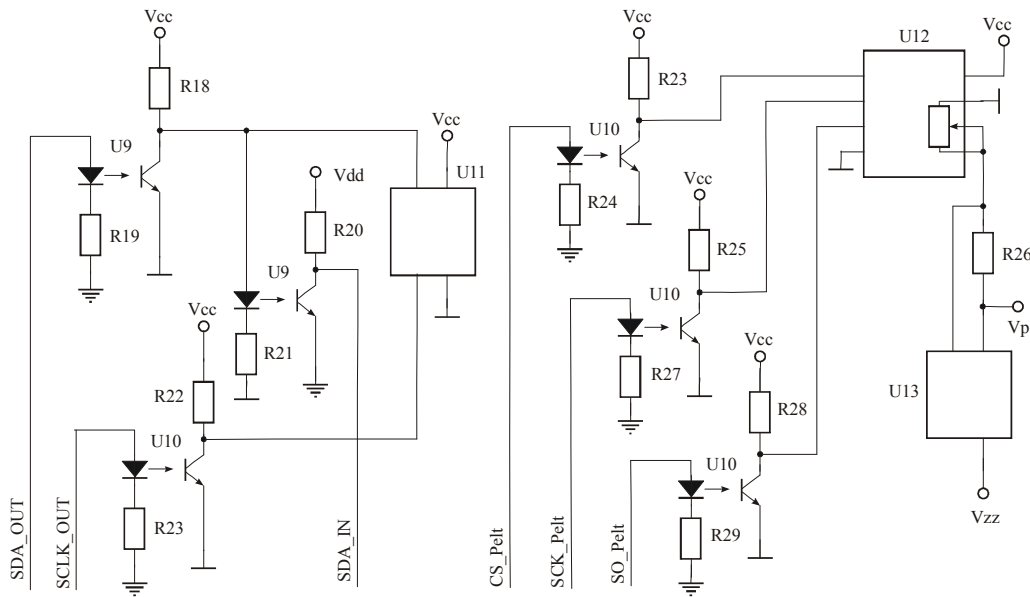 Vcc
R18
U9
R19
SDA_OUT
Vdd
R20
U9
R21
Vcc
U11
Vcc
R22
U10
R23
SCLK_OUT
SDA_IN
Vcc
R23
U10
R24
CS_Pelt
Vcc
R25
U10
R27
SCK_Pelt
Vcc
R28
U10
R29
SO_Pelt
U12
Vcc
R26
Vp
U13
Vzz